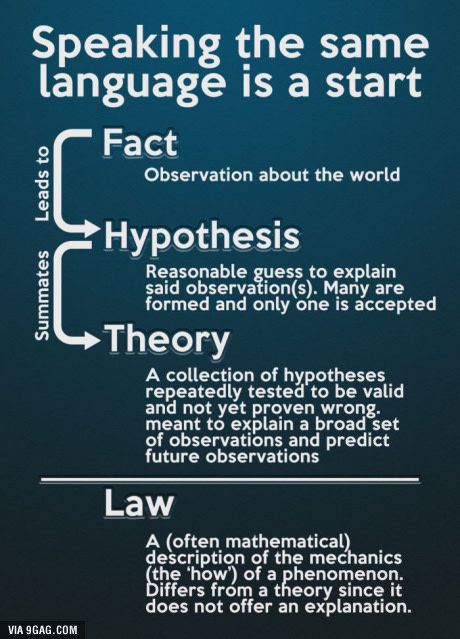 Speaking the same
language is a start
Leads to
Fact
Observation about the world
Hypothesis
Reasonable guess to explain
said observation(s). Many are
formed and only one is accepted
Summates
Theory
A collection of hypotheses
repeatedly tested to be valid
and not yet proven wrong.
meant to explain a broad set
of observations and predict
future observations
Law
A (often mathematical)
description of the mechanics
(the 'how') of a phenomenon.
Differs from a theory since it
does not offer an explanation.
VIA 9GAG.COM